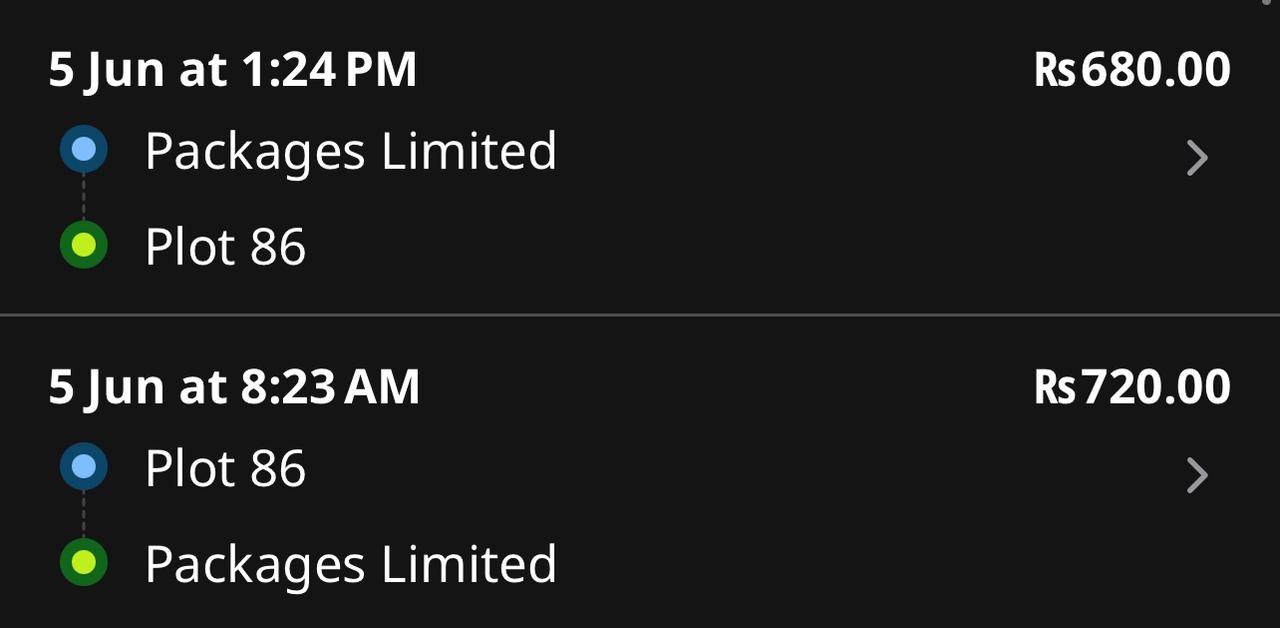 5 Jun at 1:24 PM ₨680.00
Packages Limited
Plot 86
5 Jun at 8:23 AM ₨720.00
Plot 86
Packages Limited